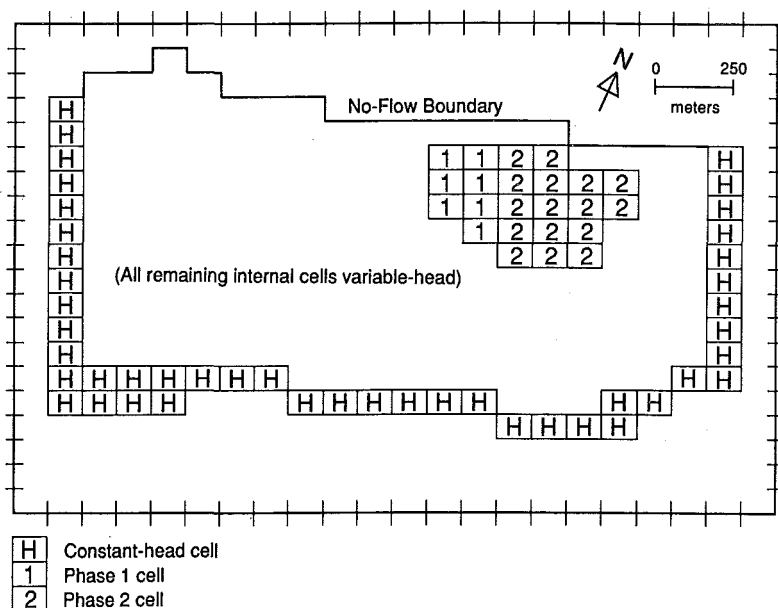 N
0 250
meters
No-Flow Boundary
H
H
H 1 1 2 2 H
H 1 1 2 2 2 2 H
H 1 1 2 2 2 2 H
H 1 2 2 2 H
H 2 2 2 H
H (All remaining internal cells variable-head) H
H H
H H
H H
H H H H H H H H H
H H H H H H H H H H H H
H H H H
H Constant-head cell
1 Phase 1 cell
2 Phase 2 cell